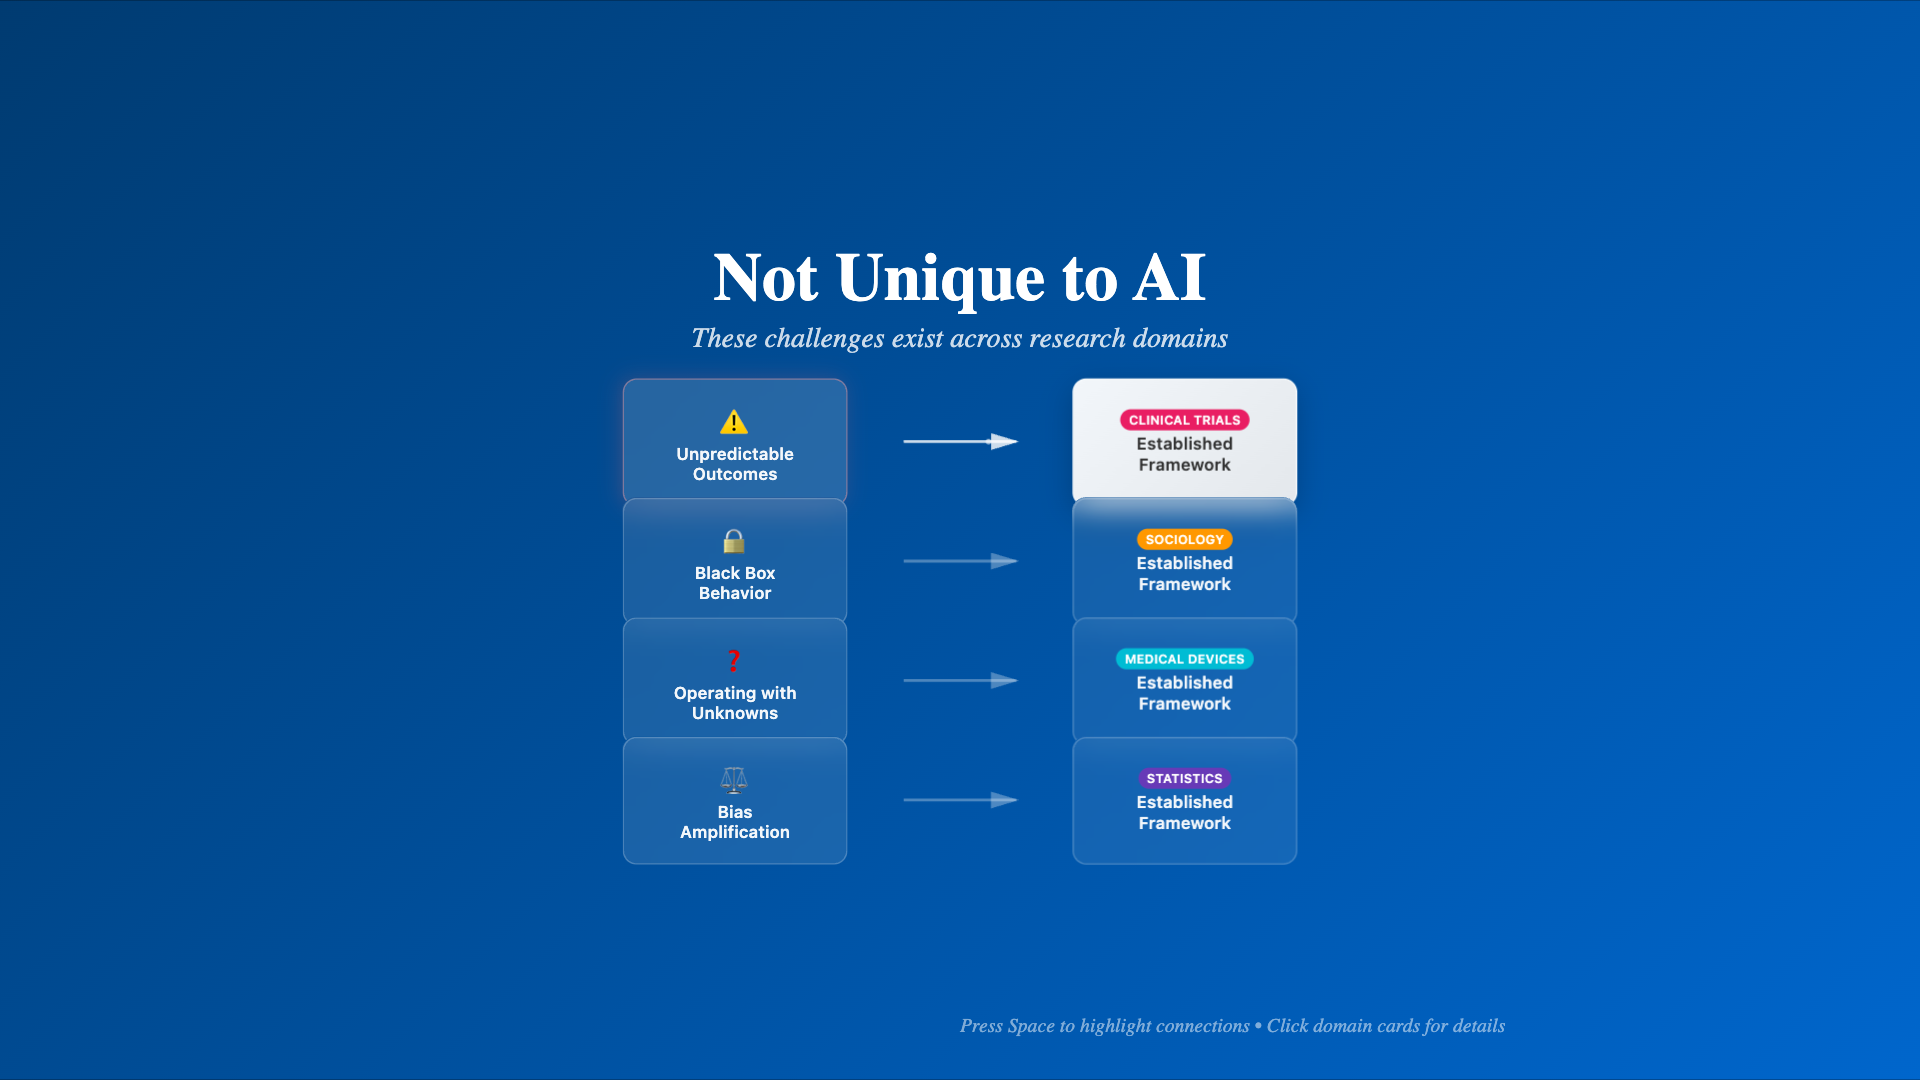 Not Unique to AI
These challenges exist across research domains
Unpredictable
Outcomes
CLINICAL TRIALS
Established
Framework
Black Box
Behavior
SOCIOLOGY
Established
Framework
Operating with
Unknowns
MEDICAL DEVICES
Established
Framework
Bias
Amplification
STATISTICS
Established
Framework
Press Space to highlight connections • Click domain cards for details